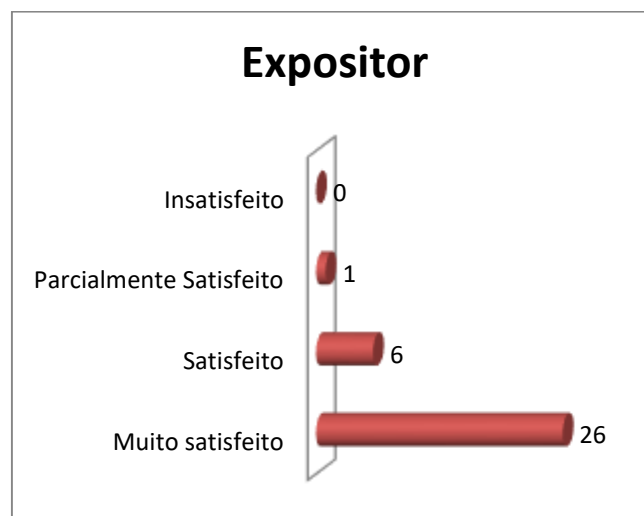 Expositor
Insatisfeito 0
Parcialmente Satisfeito 1
Satisfeito 6
Muito satisfeito 26